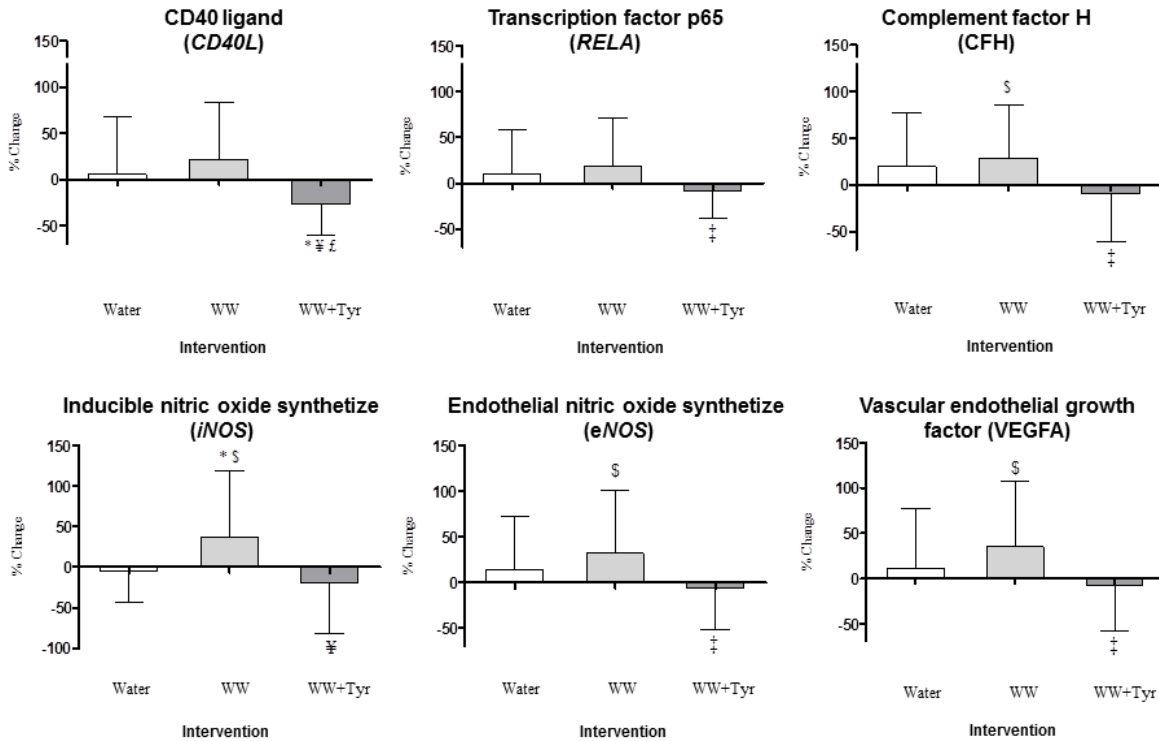 CD40 ligand
(CD40L)
150
100
50
0
-50
% Change
* ¥ £
Water WW WW+Tyr
Intervention
Transcription factor p65
(RELA)
150
100
50
0
-50
% Change
‡
Water WW WW+Tyr
Intervention
Complement factor H
(CFH)
150
100
50
0
-50
% Change
$
‡
Water WW WW+Tyr
Intervention
Inducible nitric oxide synthetize
(iNOS)
150
100
50
0
-50
-100
% Change
* $
¥
Water WW WW+Tyr
Intervention
Endothelial nitric oxide synthetize
(eNOS)
150
100
50
0
-50
% Change
$
‡
Water WW WW+Tyr
Intervention
Vascular endothelial growth
factor (VEGFA)
150
100
50
0
-50
% Change
$
‡
Water WW WW+Tyr
Intervention